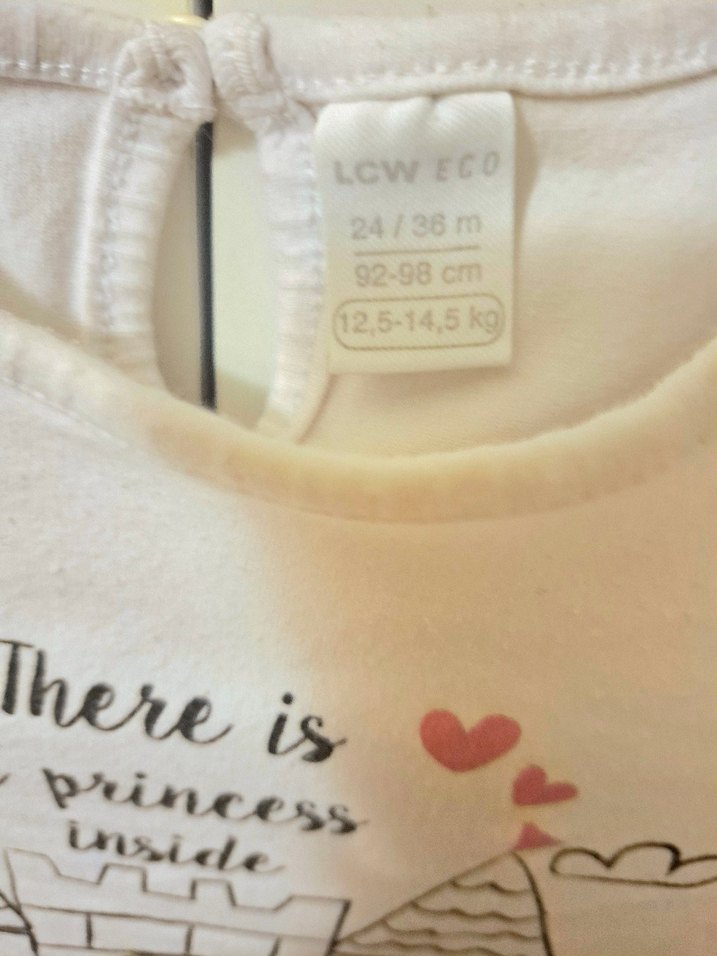 LCW ECO
24 / 36 m
92-98 cm
12,5-14,5 kg
There is
princess
inside